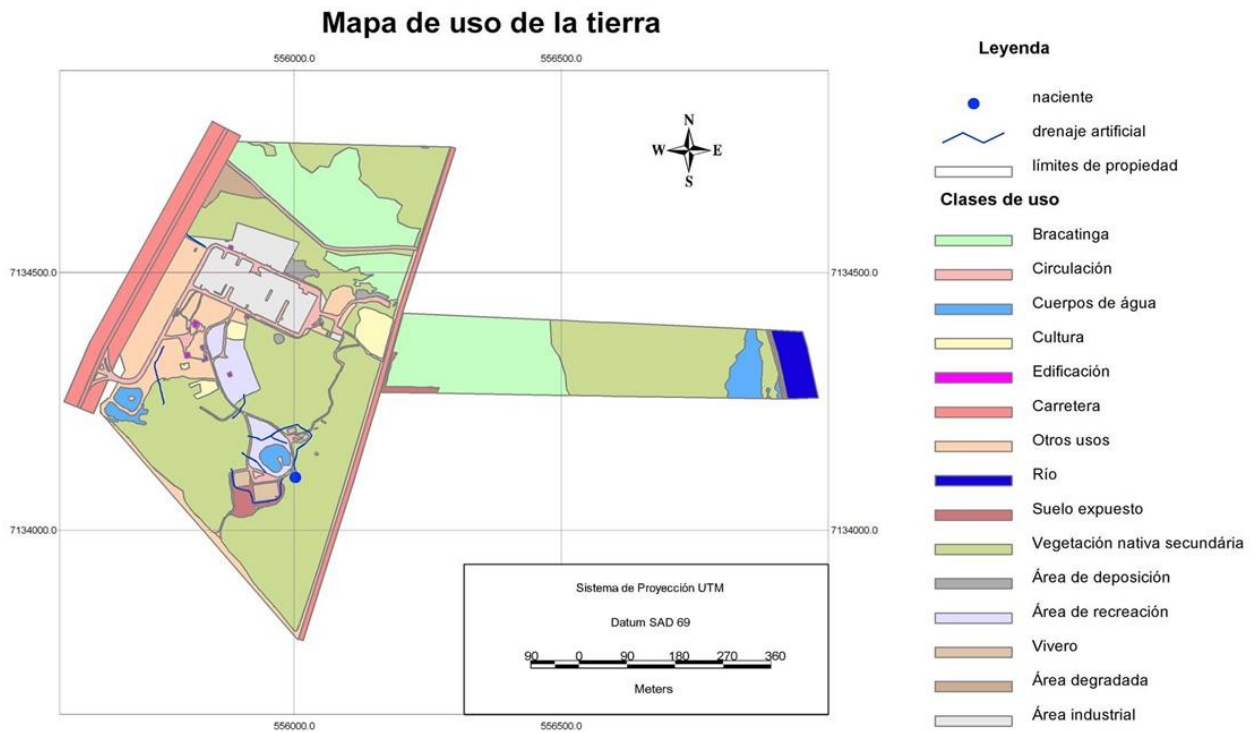 Mapa de uso de la tierra
556000.0 556500.0
7134500.0 7134500.0
7134000.0 7134000.0
556000.0 556500.0
N
W E
S
Sistema de Proyección UTM
Datum SAD 69
90 0 90 180 270 360
Meters
Leyenda
naciente
drenaje artificial
límites de propiedad
Clases de uso
Bracatinga
Circulación
Cuerpos de água
Cultura
Edificación
Carretera
Otros usos
Río
Suelo expuesto
Vegetación nativa secundária
Área de deposición
Área de recreación
Vivero
Área degradada
Área industrial